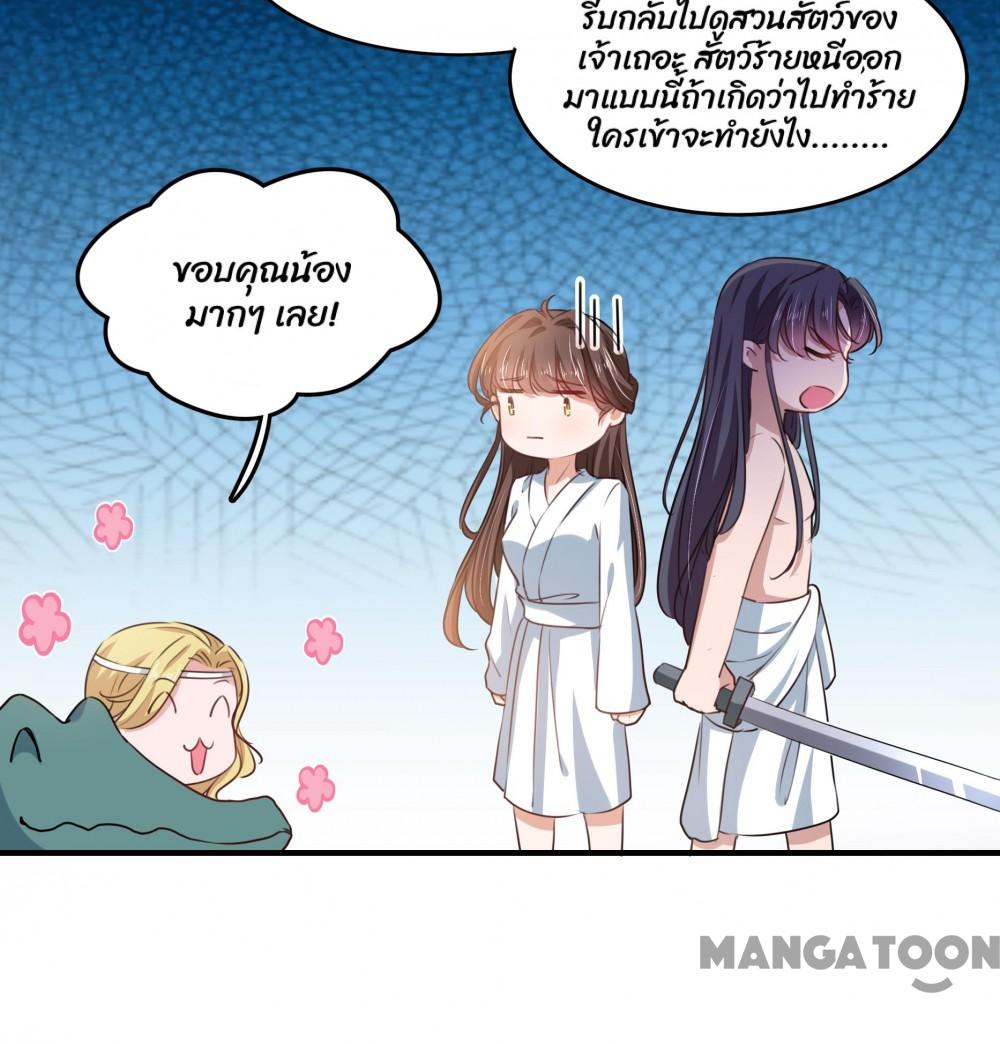 รีบกลับไปดูสวนสัตว์ของ
เจ้าเถอะ สัตว์ร้ายหนีออก
มาแบบนี้ถ้าเกิดว่าไปทำร้าย
ใครเข้าจะทำยังไง........
ขอบคุณน้อง
มากๆ เลย!
MANGATOON